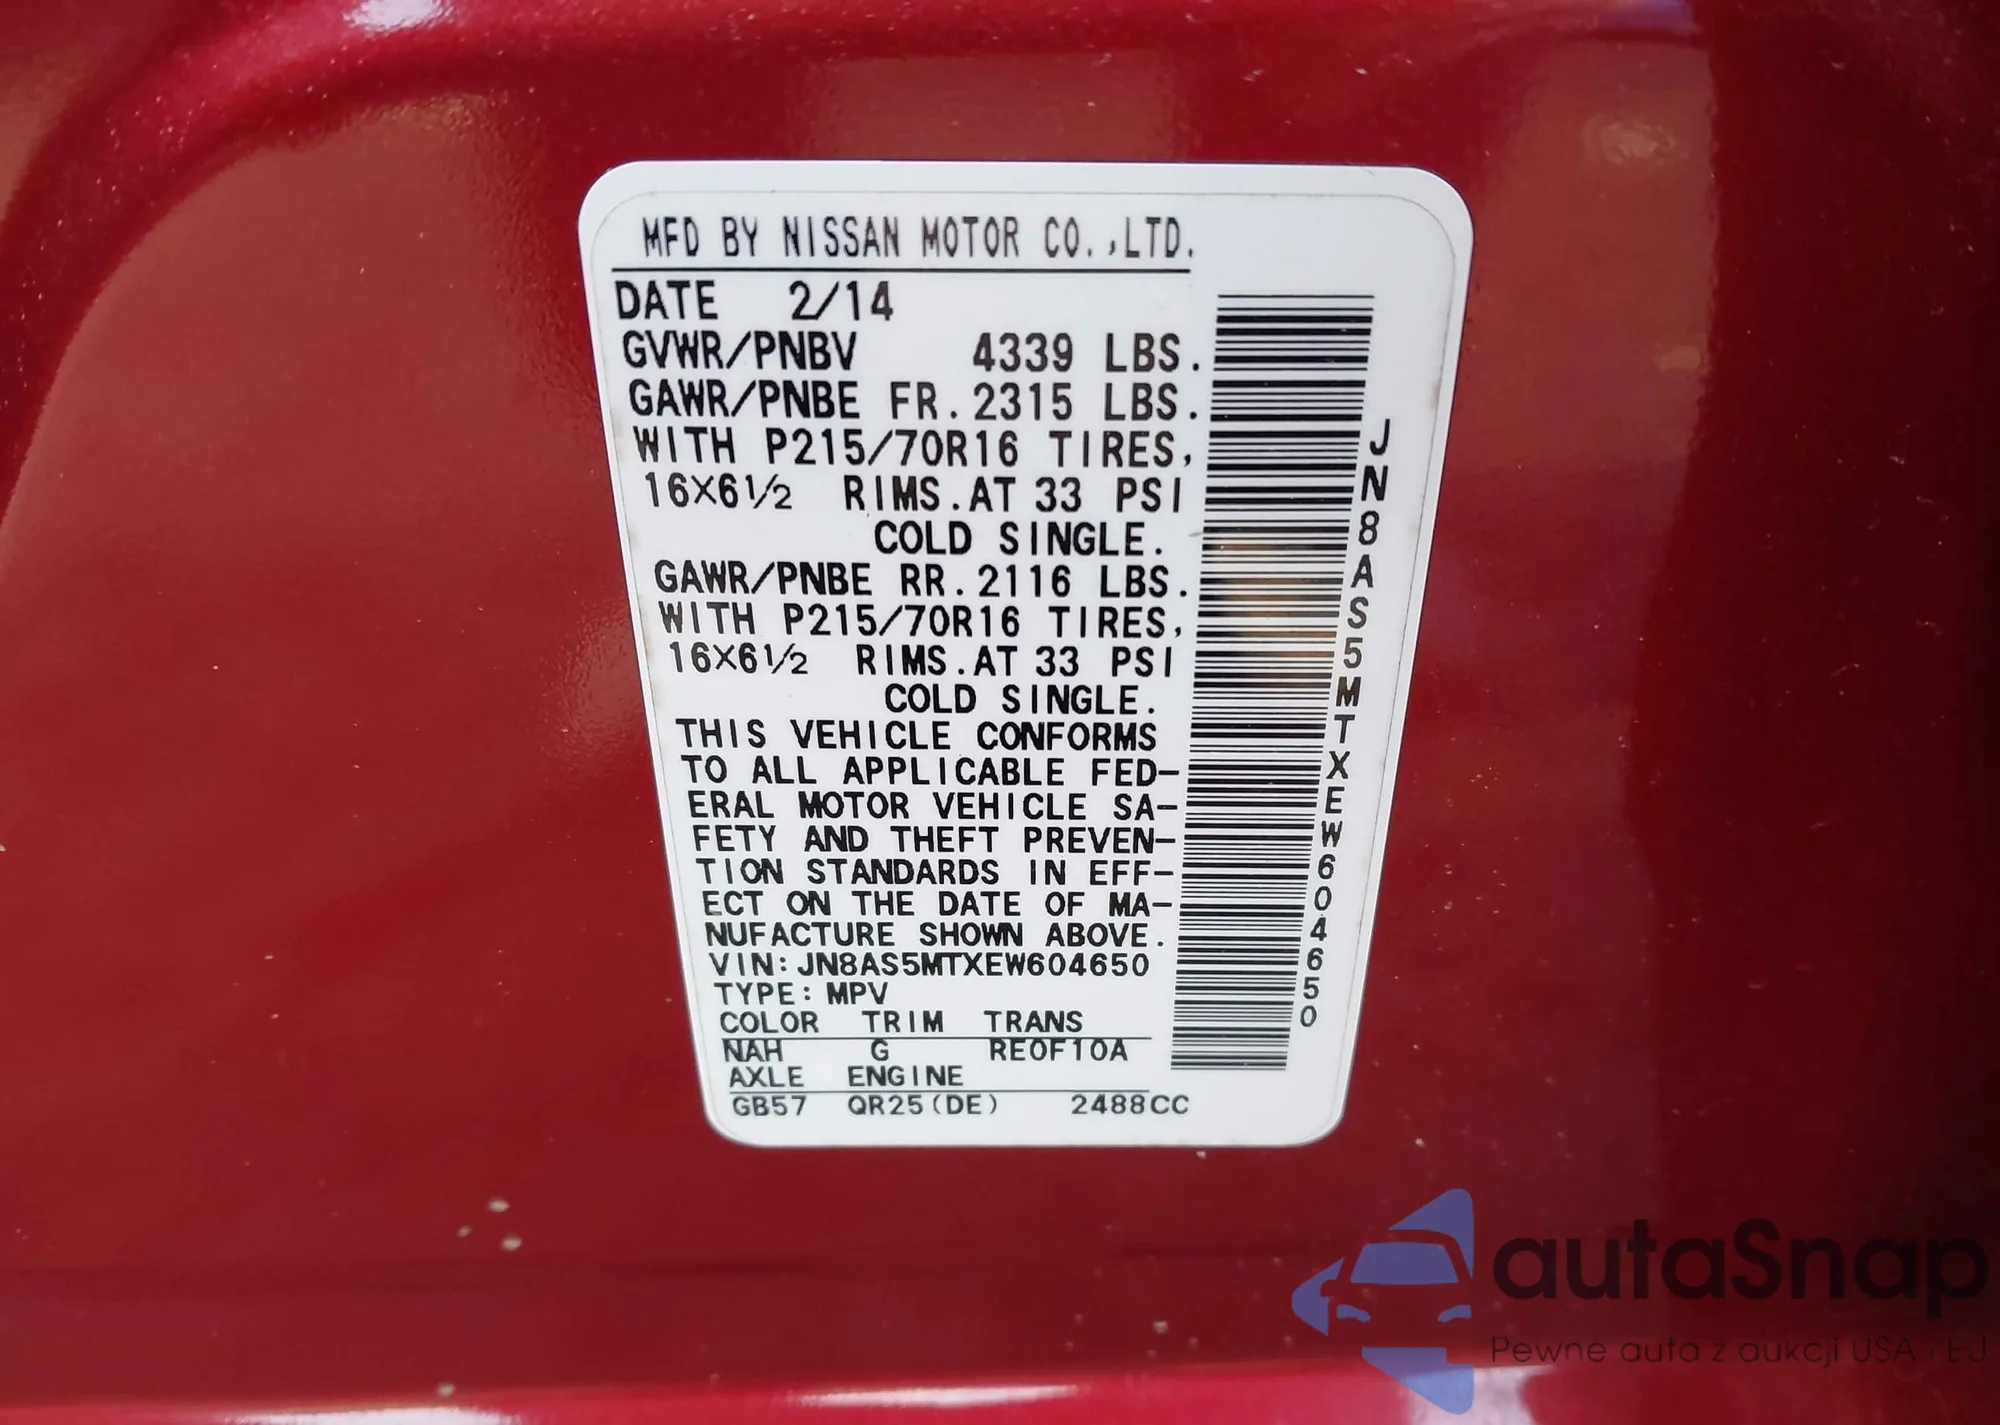 MFD BY NISSAN MOTOR CO.,LTD.
DATE 2/14
GVWR/PNBV 4339 LBS.
GAWR/PNBE FR.2315 LBS.
WITH P215/70R16 TIRES,
16X6½ RIMS.AT 33 PSI
COLD SINGLE.
GAWR/PNBE RR.2116 LBS.
WITH P215/70R16 TIRES,
16X6½ RIMS.AT 33 PSI
COLD SINGLE.
THIS VEHICLE CONFORMS
TO ALL APPLICABLE FED-
ERAL MOTOR VEHICLE SA-
FETY AND THEFT PREVEN-
TION STANDARDS IN EFF-
ECT ON THE DATE OF MA-
NUFACTURE SHOWN ABOVE.
VIN:JN8AS5MTXEW604650
TYPE:MPV
COLOR TRIM TRANS
NAH G RE0F10A
AXLE ENGINE
GB57 QR25(DE) 2488CC
JN8AS5MTXEW604650
autaSnap
Pewne auta z aukcji USA i EU